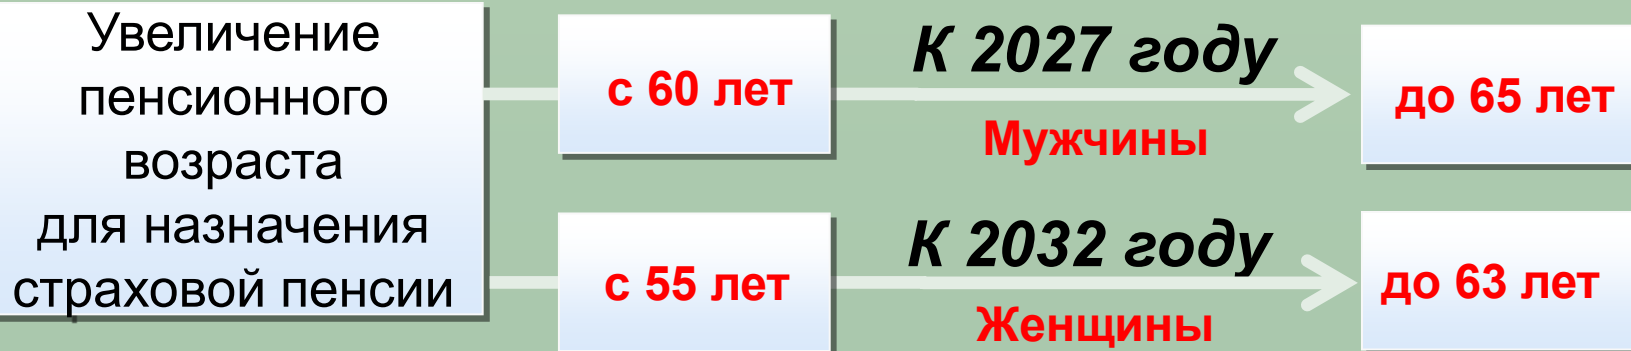 Увеличение
пенсионного
возраста
для назначения
страховой пенсии
с 60 лет
К 2027 году
Мужчины
до 65 лет
с 55 лет
К 2032 году
Женщины
до 63 лет